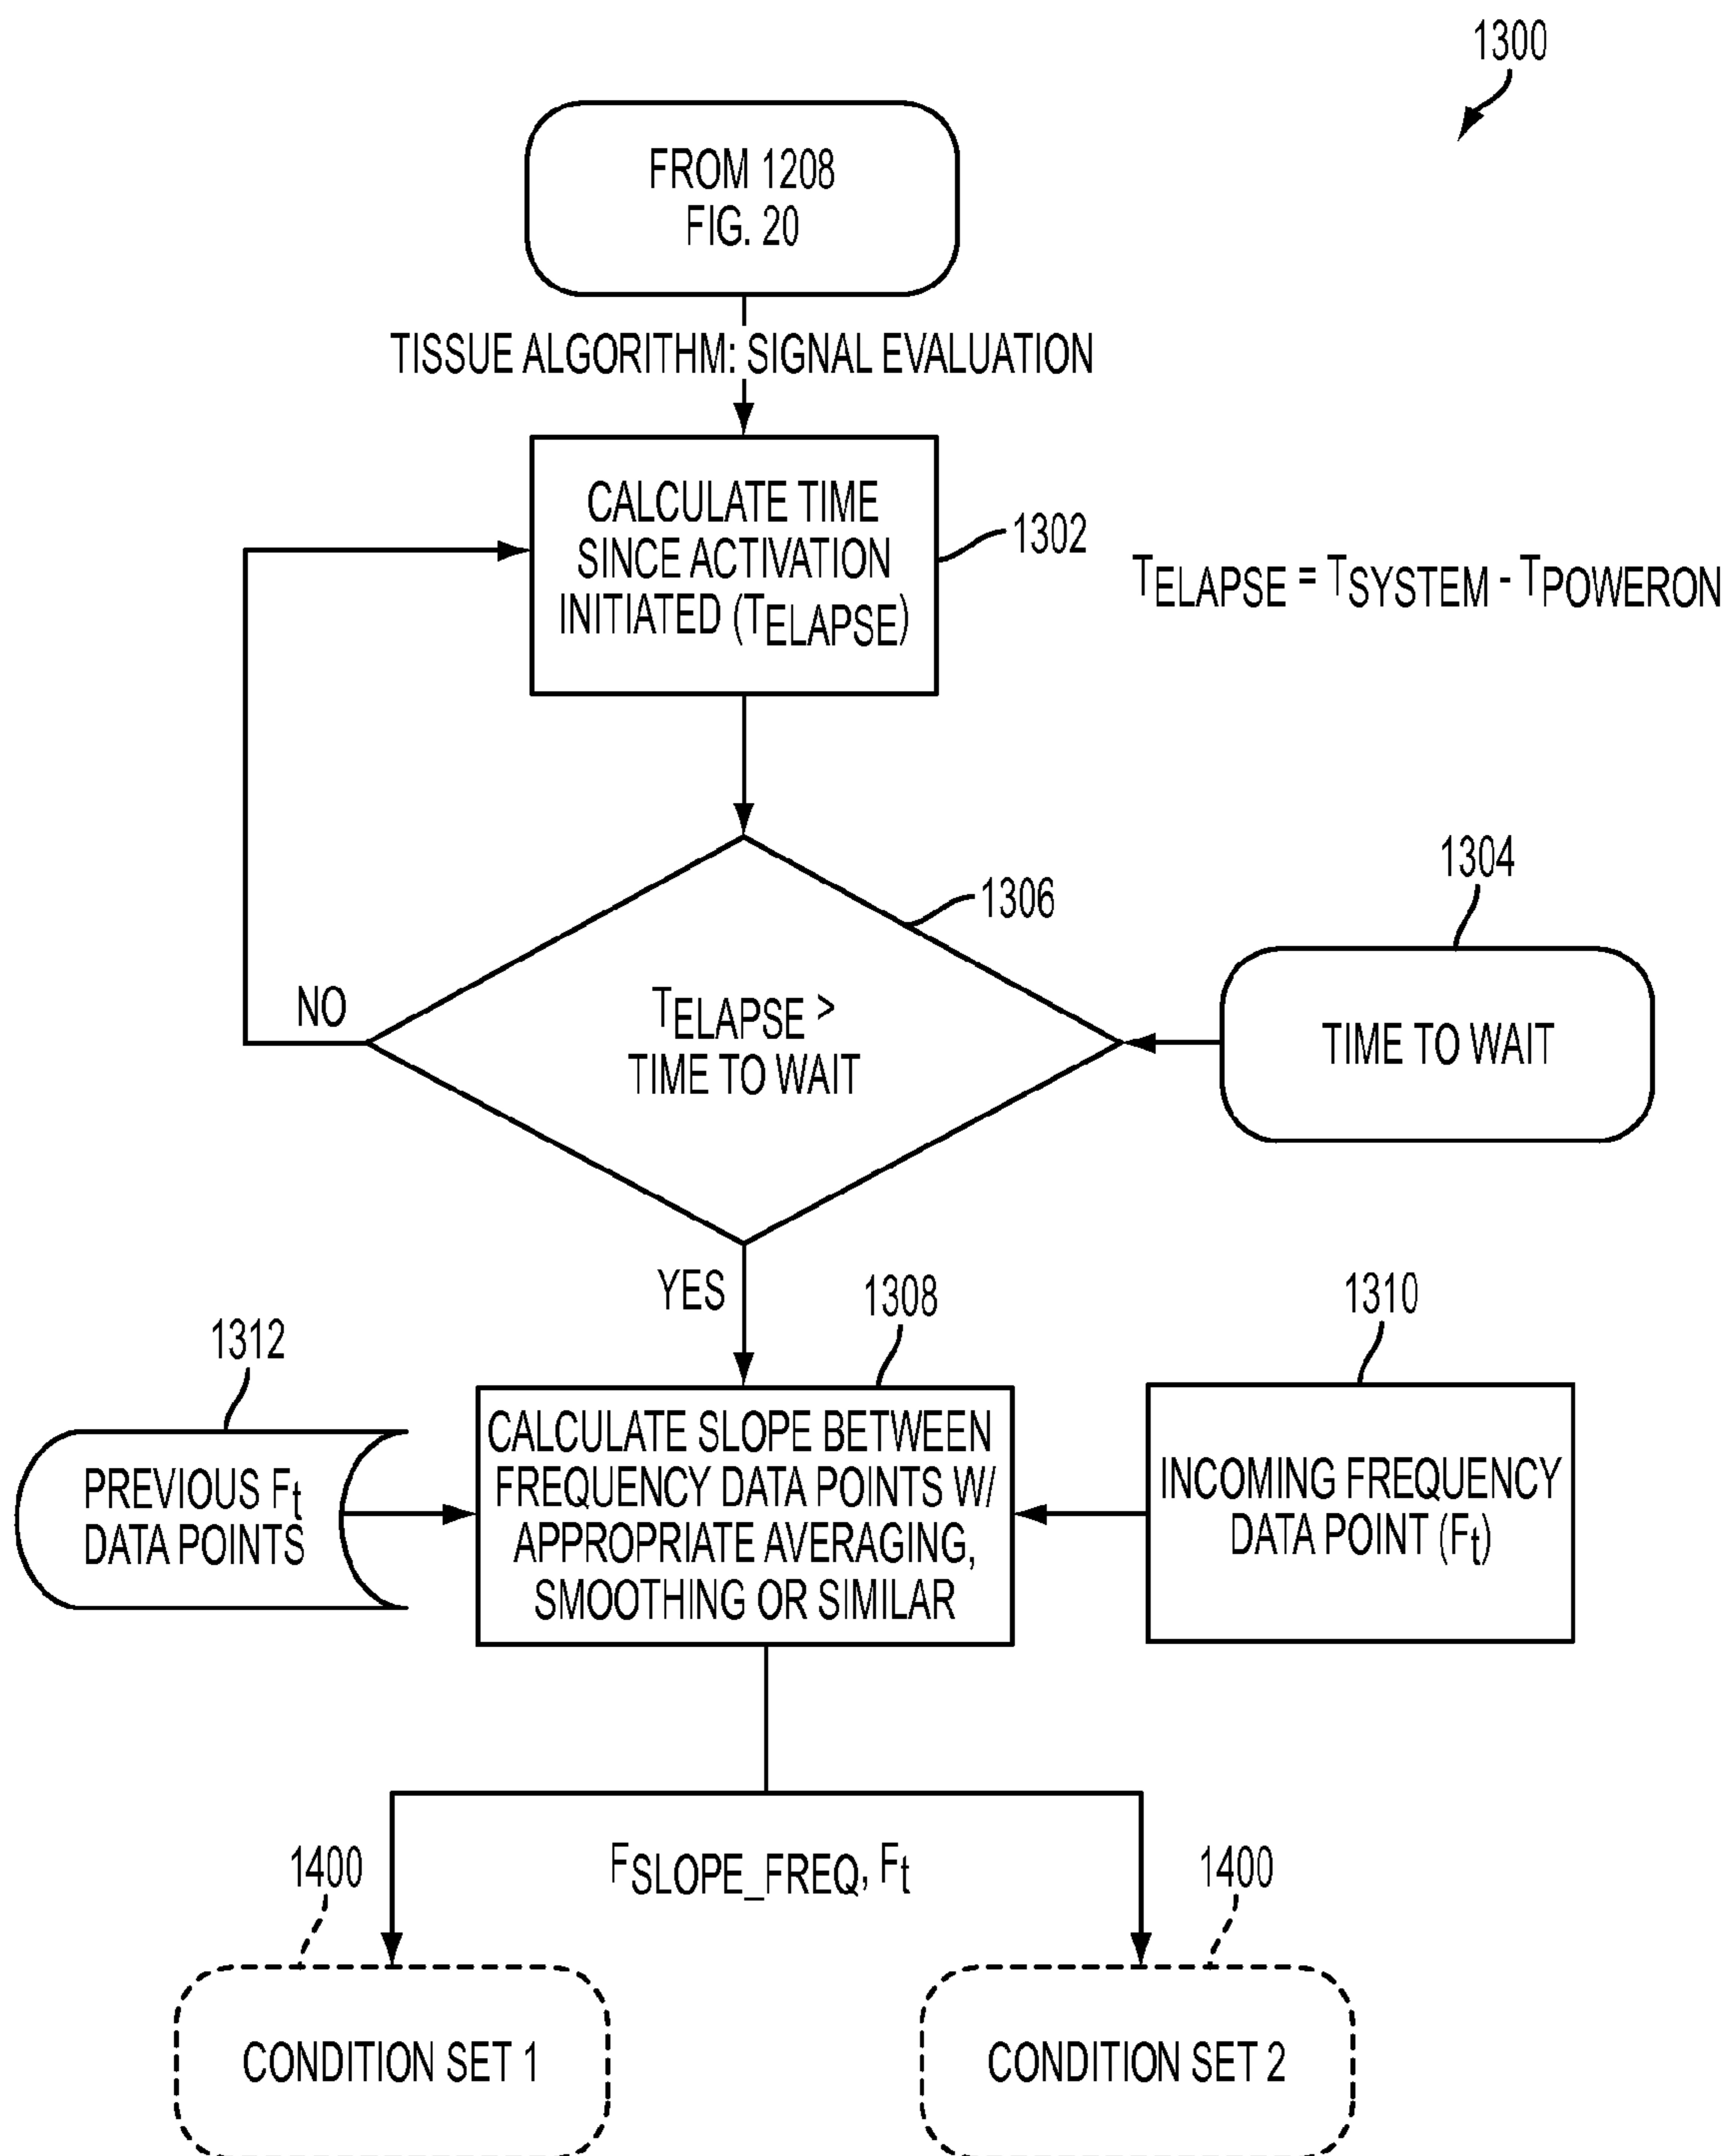 1300
FROM 1208
FIG. 20
TISSUE ALGORITHM: SIGNAL EVALUATION
CALCULATE TIME
SINCE ACTIVATION
INITIATED (TELAPSE)
1302
TELAPSE = TSYSTEM - TPOWERON
1304
1306
NO
TELAPSE >
TIME TO WAIT
TIME TO WAIT
YES
1308
1310
1312
PREVIOUS Ft
DATA POINTS
CALCULATE SLOPE BETWEEN
FREQUENCY DATA POINTS W/
APPROPRIATE AVERAGING,
SMOOTHING OR SIMILAR
INCOMING FREQUENCY
DATA POINT (Ft)
1400
FSLOPE_FREQ, Ft
1400
CONDITION SET 1
CONDITION SET 2